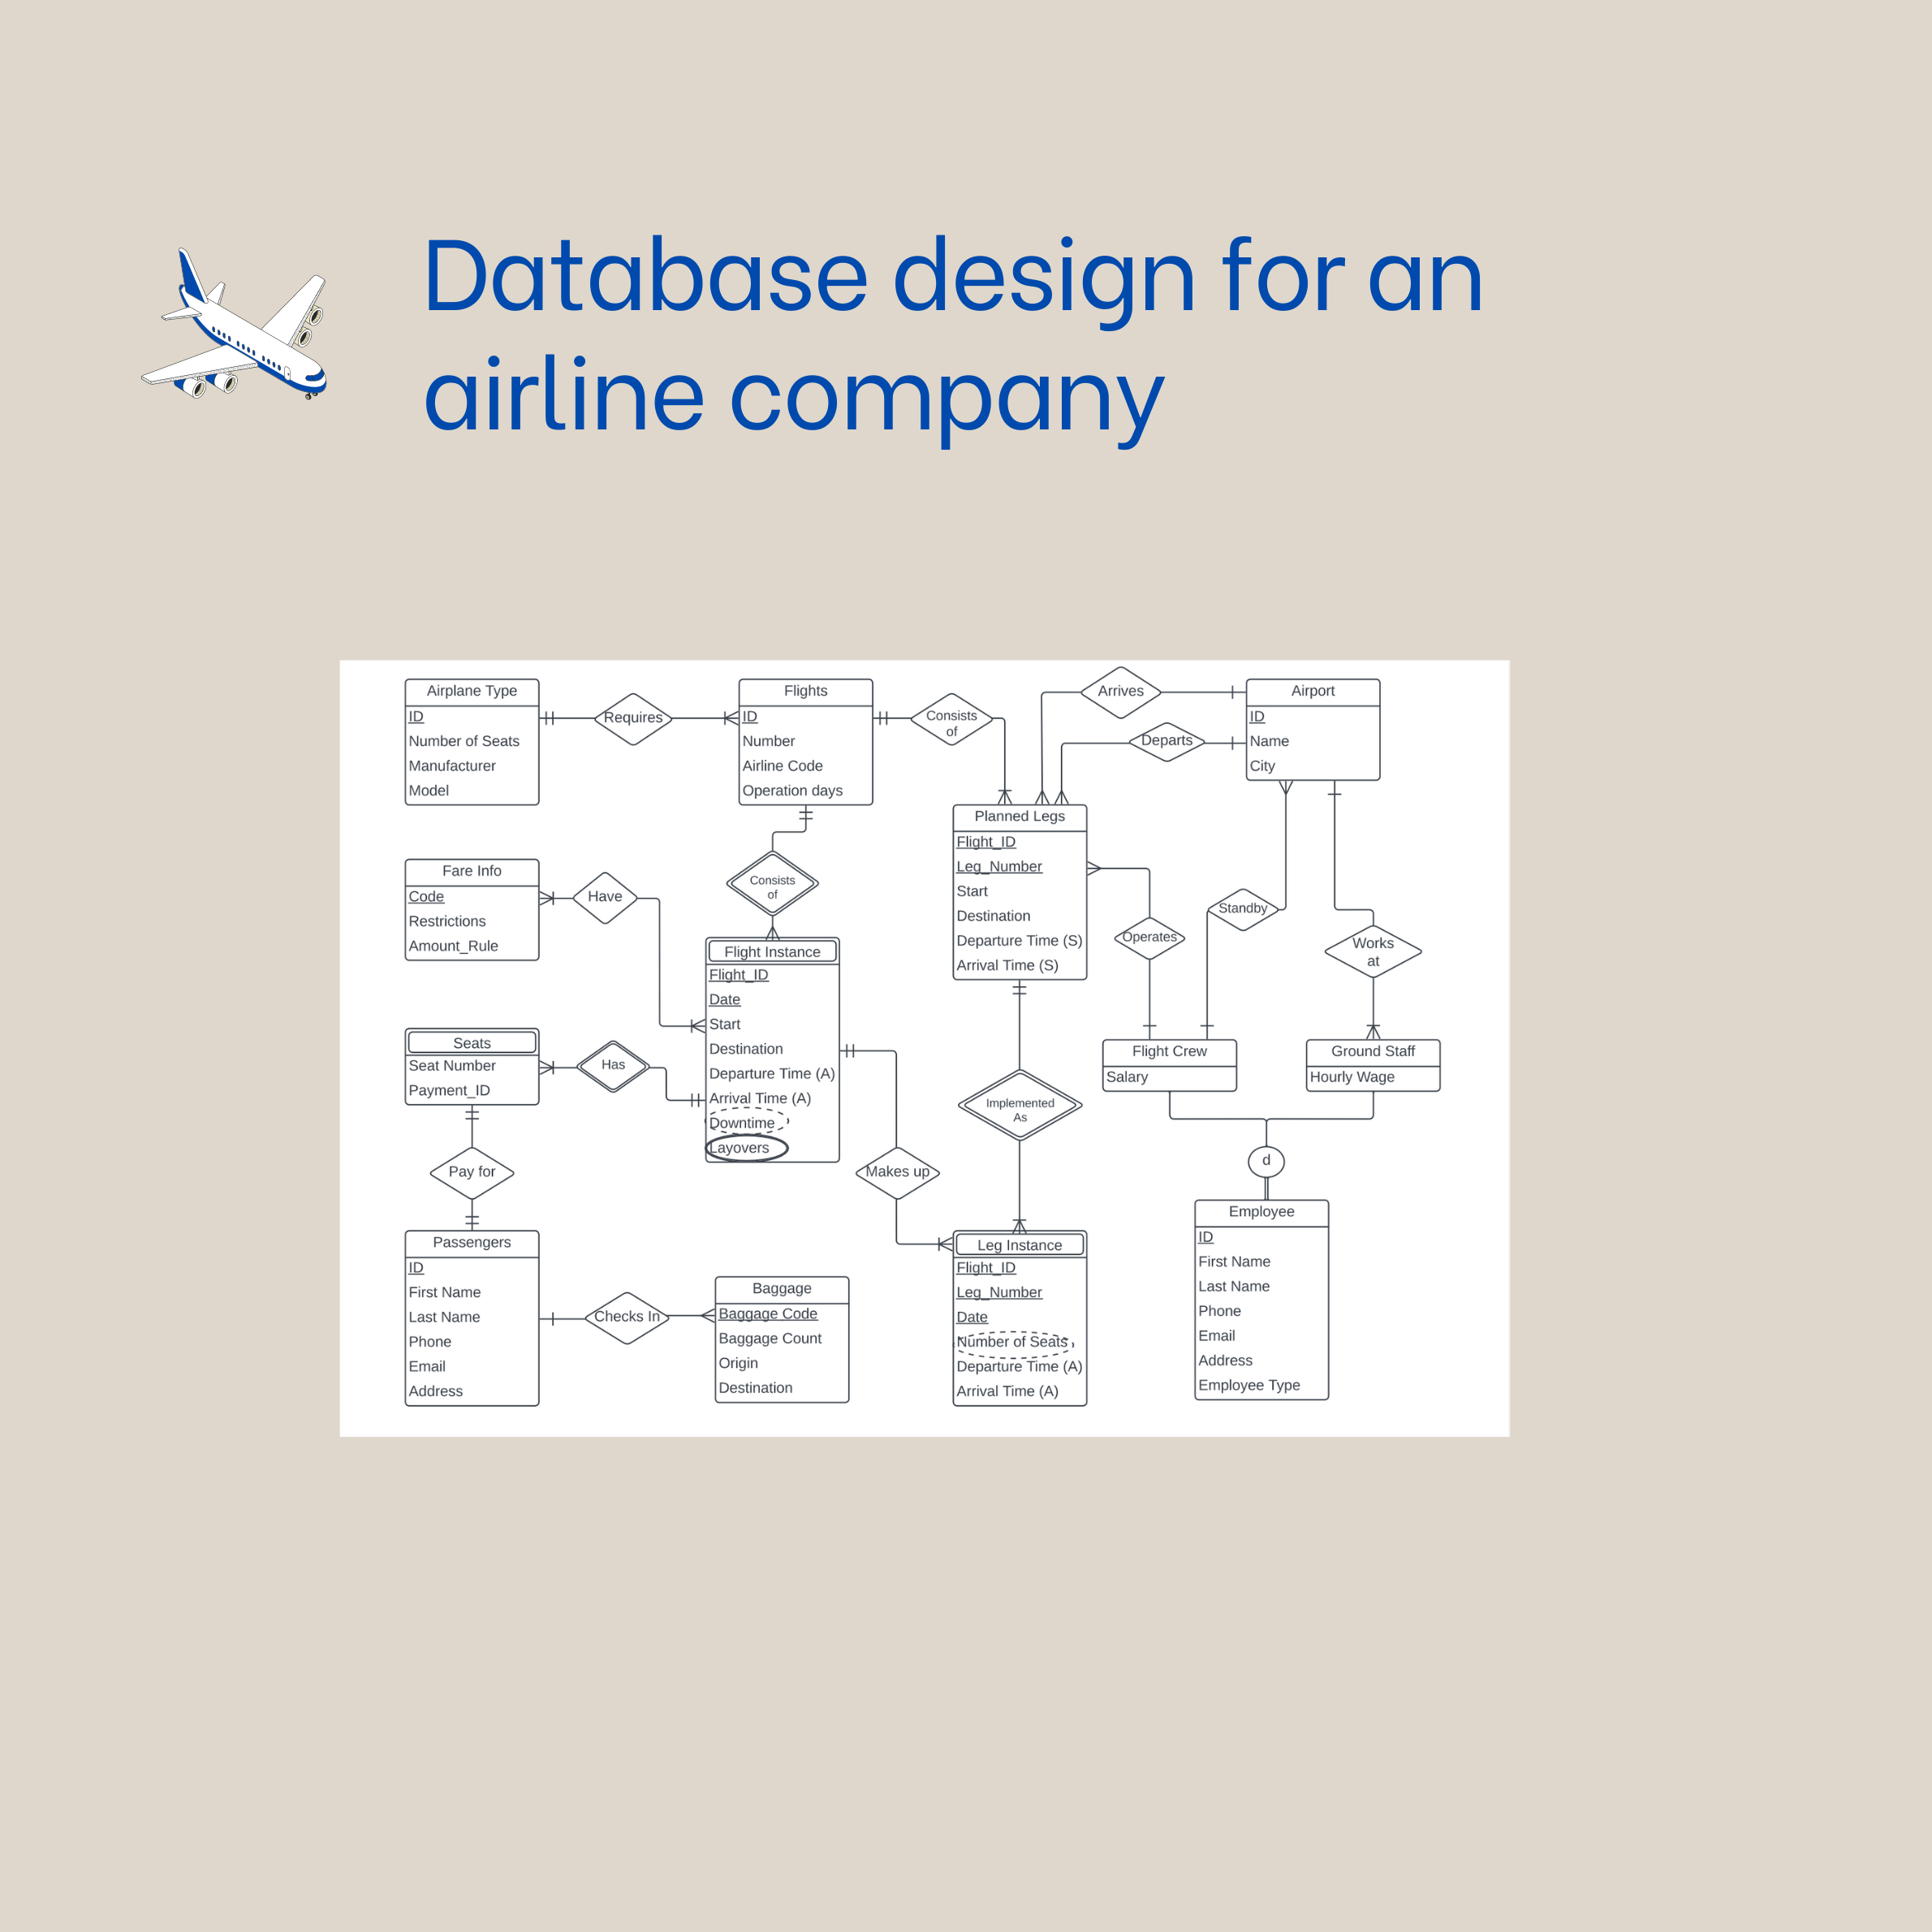 Database design for an
airline company
Airplane Type
ID
Number of Seats
Manufacturer
Model
Requires
Flights
ID
Number
Airline Code
Operation days
Consists
of
Arrives
Departs
Airport
ID
Name
City
Fare Info
Code
Restrictions
Amount_Rule
Have
Consists
of
Planned Legs
Flight_ID
Leg_Number
Start
Destination
Departure Time (S)
Arrival Time (S)
Operates
Standby
Works
at
Flight Instance
Flight_ID
Date
Start
Destination
Departure Time (A)
Arrival Time (A)
Downtime
Layovers
Seats
Seat Number
Payment_ID
Has
Flight Crew
Salary
Ground Staff
Hourly Wage
Implemented
As
Pay for
Makes up
d
Passengers
ID
First Name
Last Name
Phone
Email
Address
Checks In
Baggage
Baggage Code
Baggage Count
Origin
Destination
Leg Instance
Flight_ID
Leg_Number
Date
Number of Seats
Departure Time (A)
Arrival Time (A)
Employee
ID
First Name
Last Name
Phone
Email
Address
Employee Type